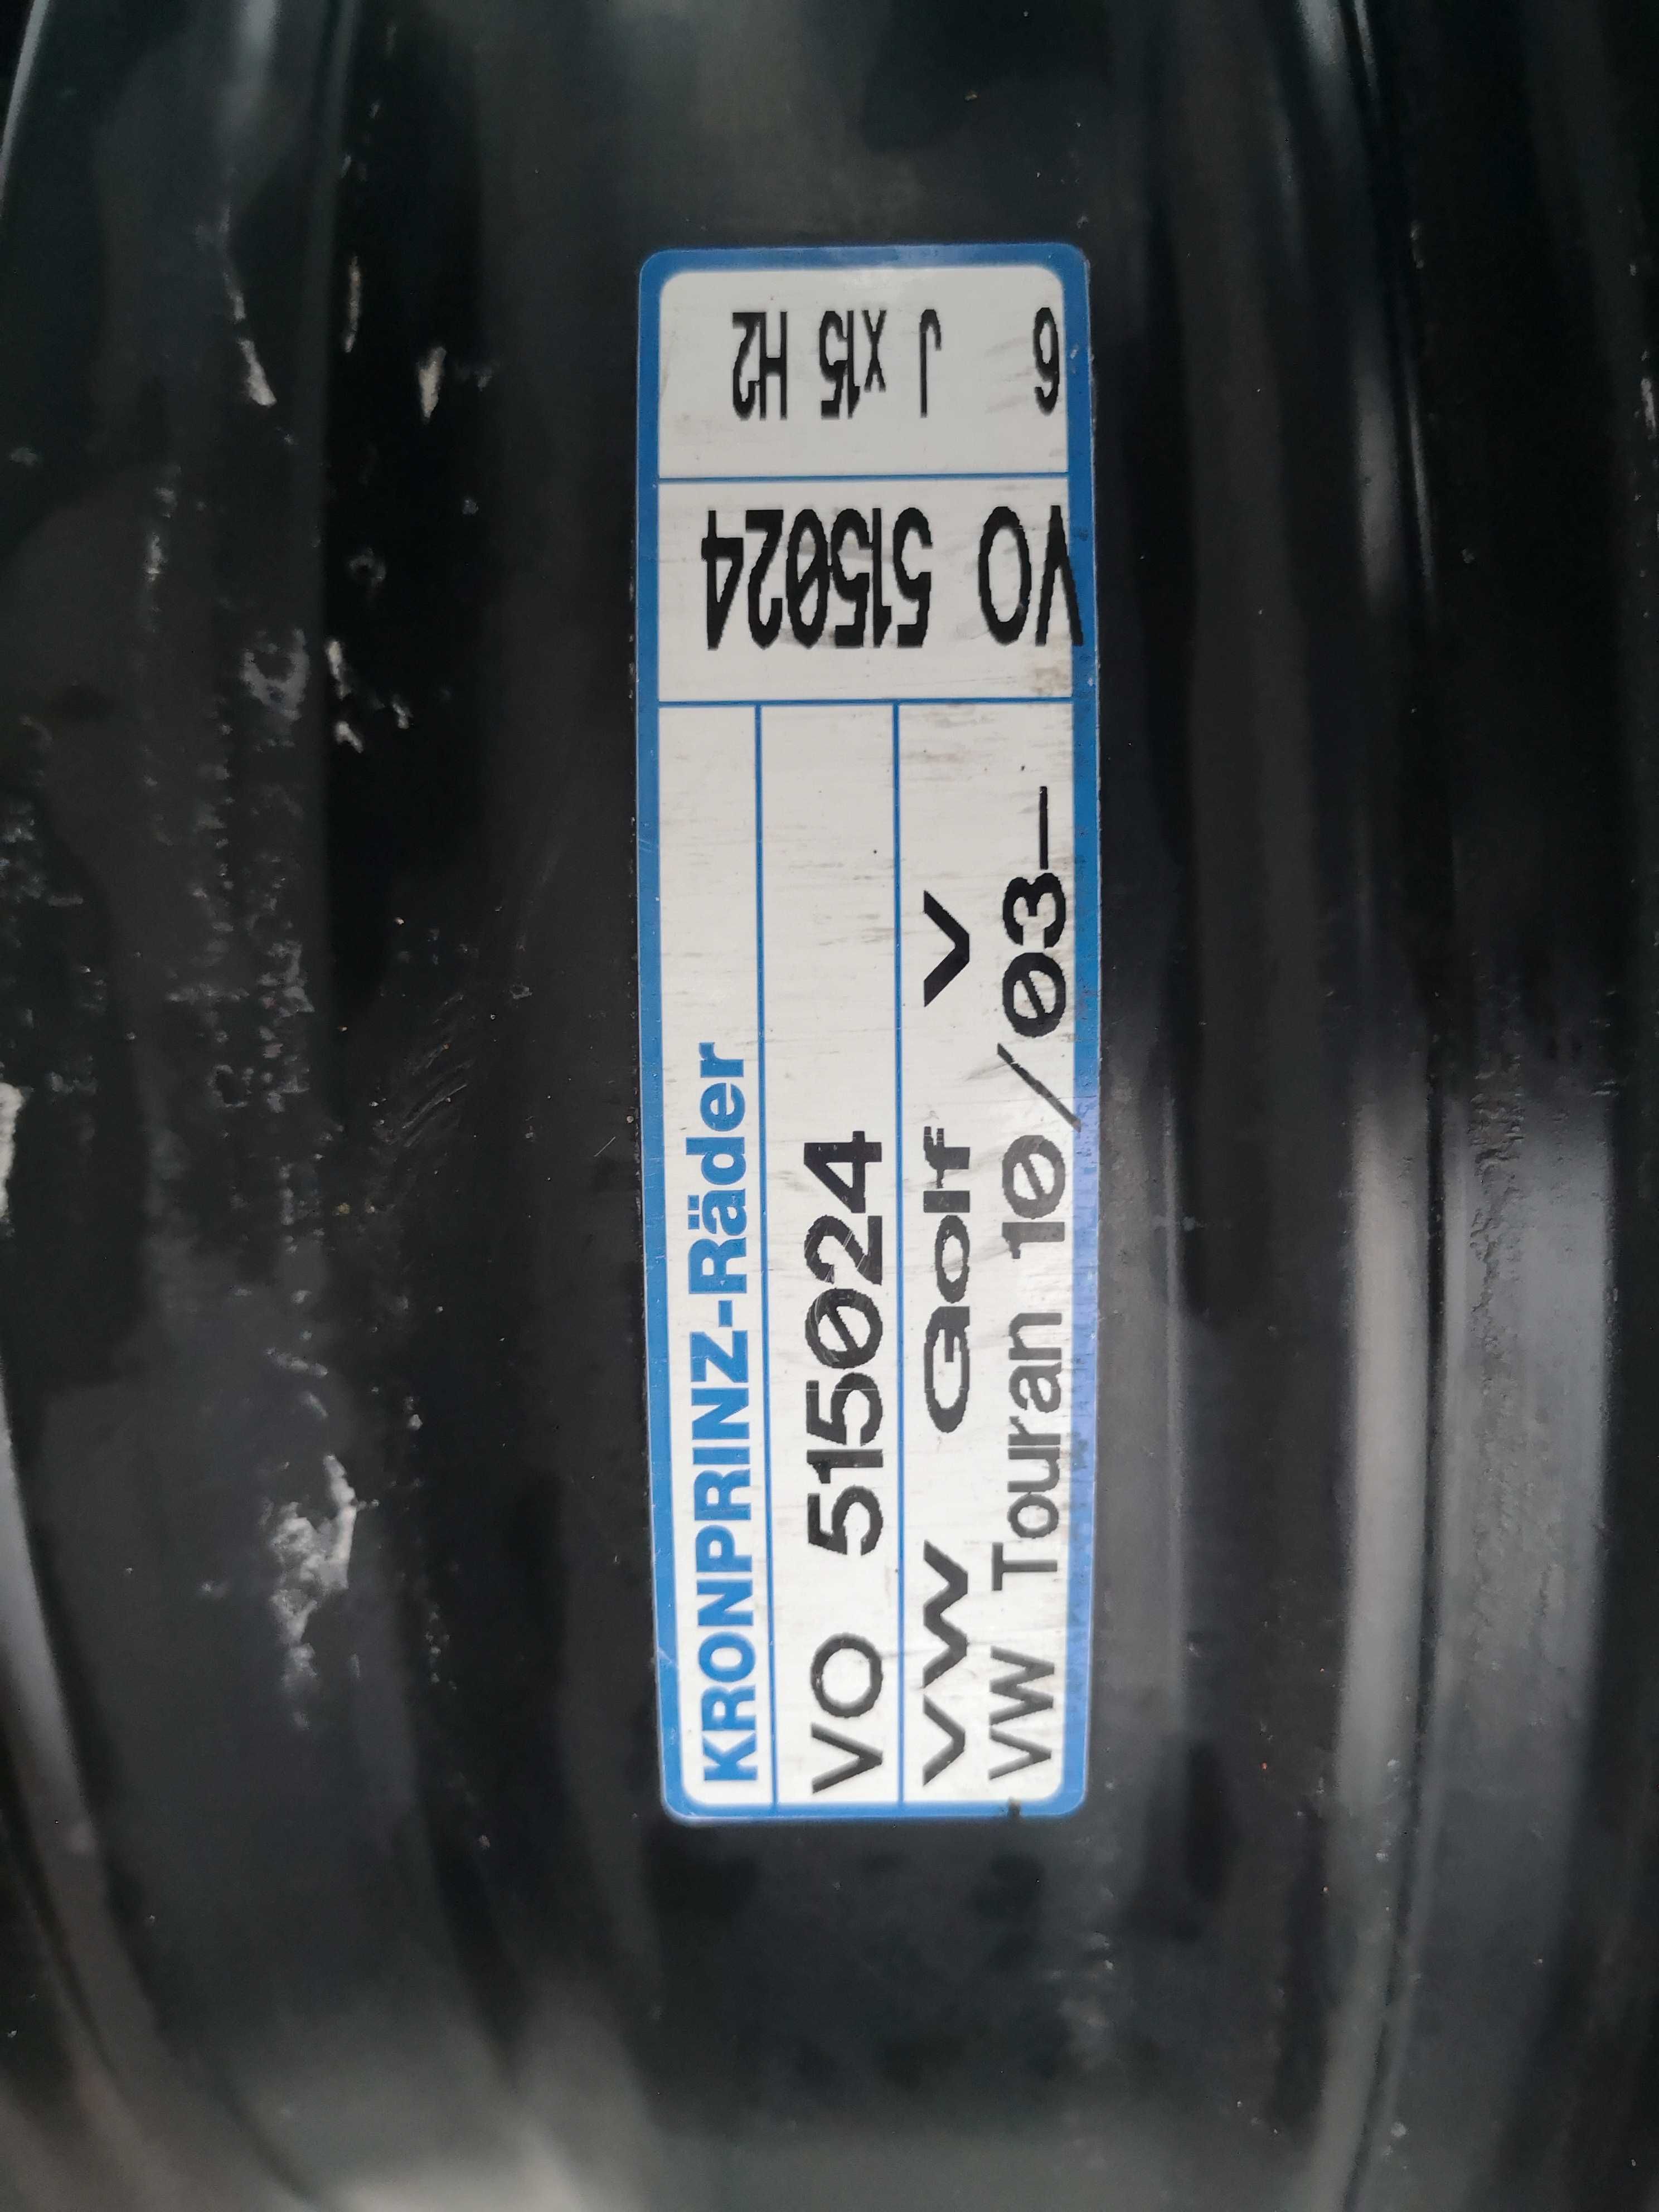 KRONPRINZ-Räder
VO 515024
VW Golf V
VW Touran 10/03-
VO 515024
6 J x15 H2